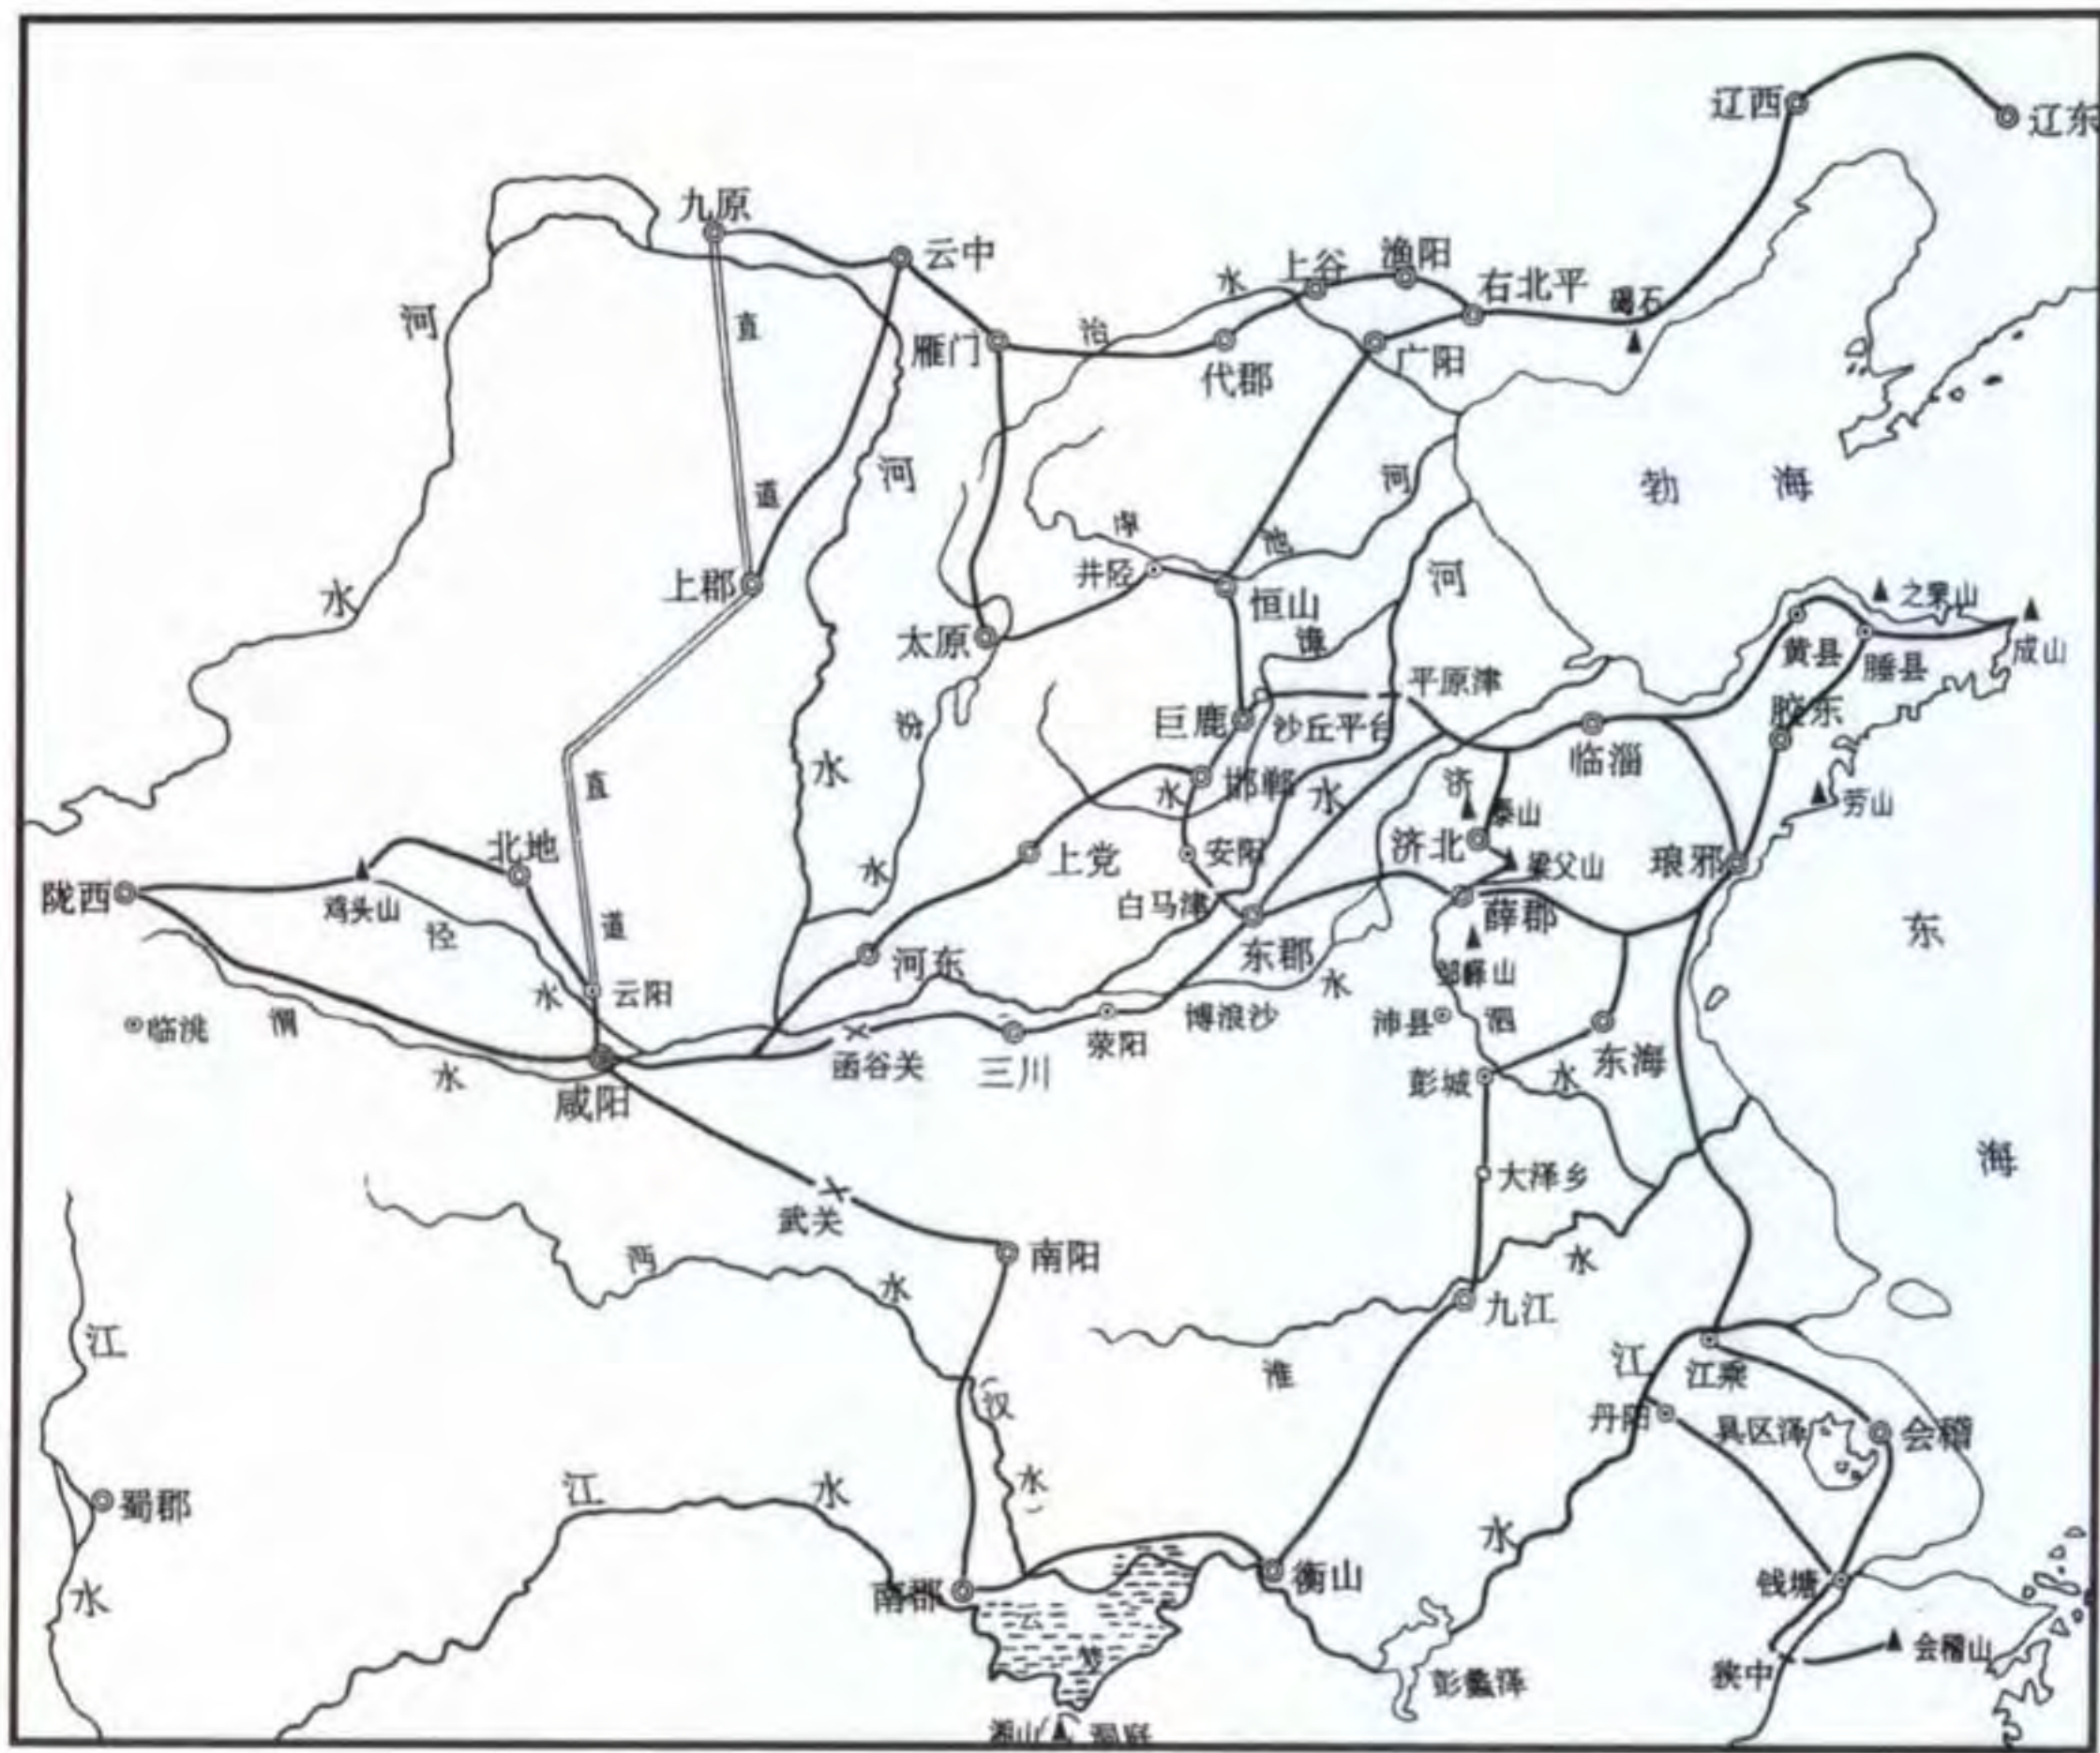 辽西
辽东
九原
云中
上谷
渔阳
右北平
碣石
水
治
直
河
雁门
代郡
广阳
勃海
河
河
道
水
上郡
井陉
池
恒山
河
太原
之罘山
黄县
腄县
成山
平原津
巨鹿
沙丘平台
胶东
汾
水
直
邯郸
水
水
临淄
济
泰山
劳山
北地
上党
安阳
济北
梁父山
琅邪
水
陇西
鸡头山
白马津
薛郡
泾
道
河东
东郡
东
水
云阳
水
峄山
临洮
渭
博浪沙
沛县
泗
水
咸阳
函谷关
三川
荥阳
彭城
水
东海
武关
大泽乡
海
沔
水
南阳
水
九江
江
淮
江
江乘
汉
丹阳
具区泽
会稽
水
江
水
蜀郡
水
水
南郡
云
梦
衡山
钱塘
会稽山
彭蠡泽
狭中